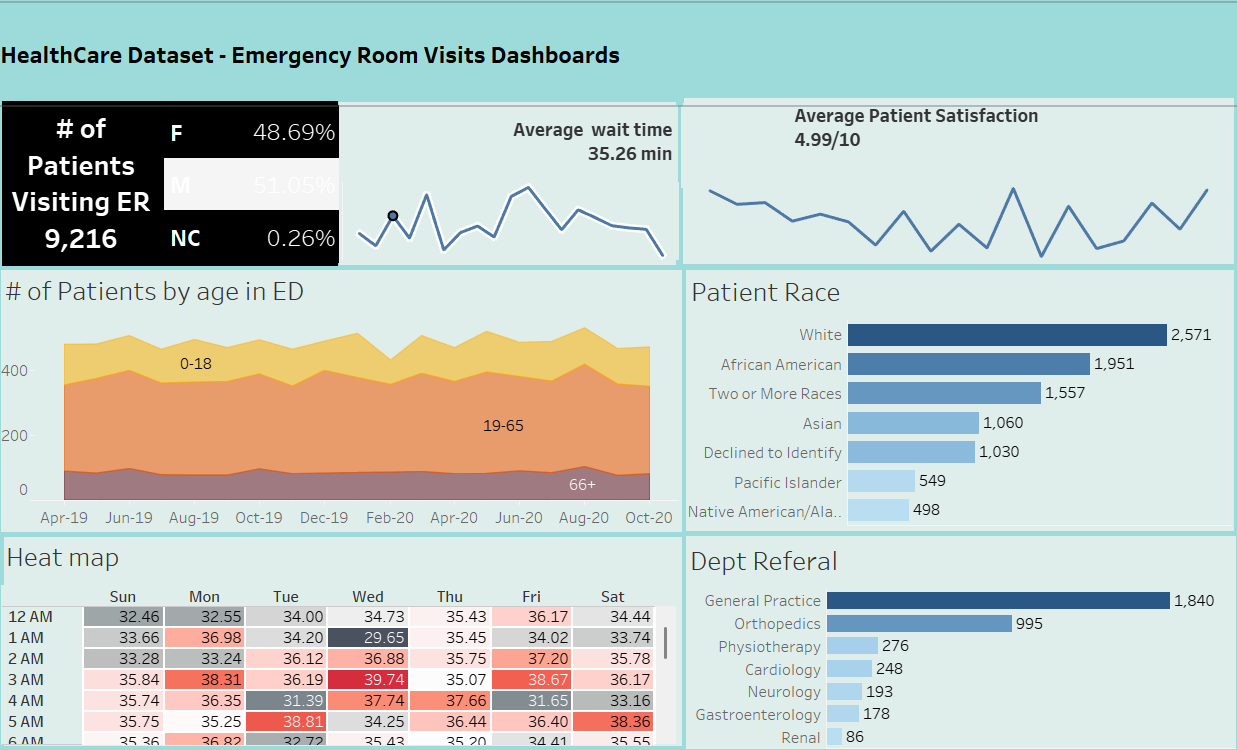 HealthCare Dataset - Emergency Room Visits Dashboards
# of
Patients
Visiting ER
9,216
F 48.69%
M 51.05%
NC 0.26%
Average wait time
35.26 min
Average Patient Satisfaction
4.99/10
# of Patients by age in ED
400
200
0
0-18
19-65
66+
Apr-19 Jun-19 Aug-19 Oct-19 Dec-19 Feb-20 Apr-20 Jun-20 Aug-20 Oct-20
Patient Race
White 2,571
African American 1,951
Two or More Races 1,557
Asian 1,060
Declined to Identify 1,030
Pacific Islander 549
Native American/Ala.. 498
Heat map
Sun Mon Tue Wed Thu Fri Sat
12 AM 32.46 32.55 34.00 34.73 35.43 36.17 34.44
1 AM 33.66 36.98 34.20 29.65 35.45 34.02 33.74
2 AM 33.28 33.24 36.12 36.88 35.75 37.20 35.78
3 AM 35.84 38.31 36.19 39.74 35.07 38.67 36.17
4 AM 35.74 36.35 31.39 37.74 37.66 31.65 33.16
5 AM 35.75 35.25 38.81 34.25 36.44 36.40 38.36
6 AM 35.36 36.82 32.72 35.43 35.20 34.41 35.55
Dept Referal
General Practice 1,840
Orthopedics 995
Physiotherapy 276
Cardiology 248
Neurology 193
Gastroenterology 178
Renal 86